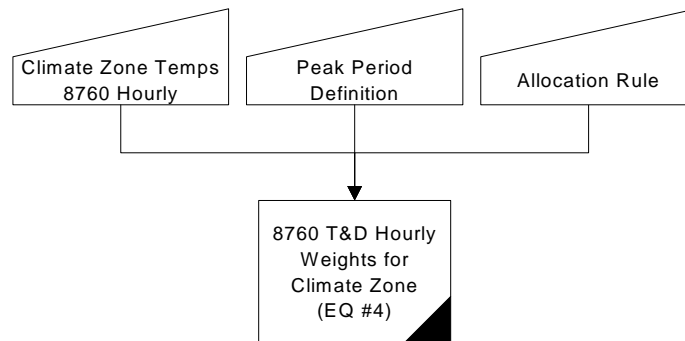 Climate Zone Temps
8760 Hourly
Peak Period
Definition
Allocation Rule
8760 T&D Hourly
Weights for
Climate Zone
(EQ #4)